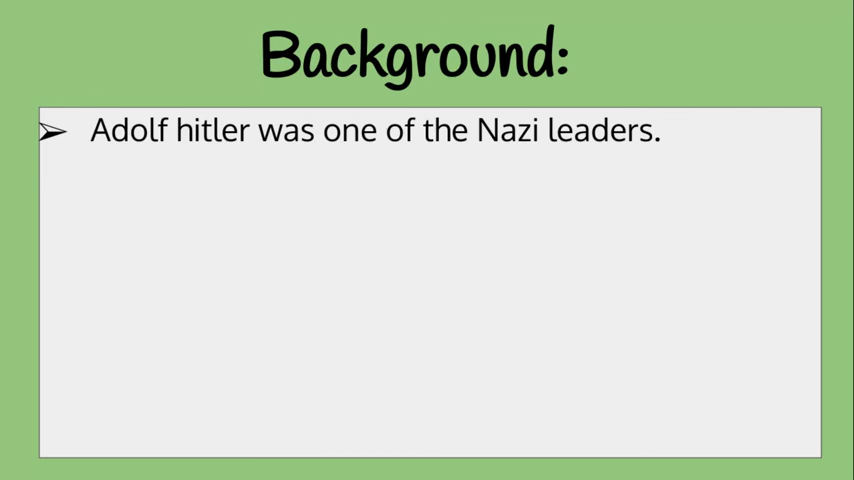 Background:
➢ Adolf hitler was one of the Nazi leaders.